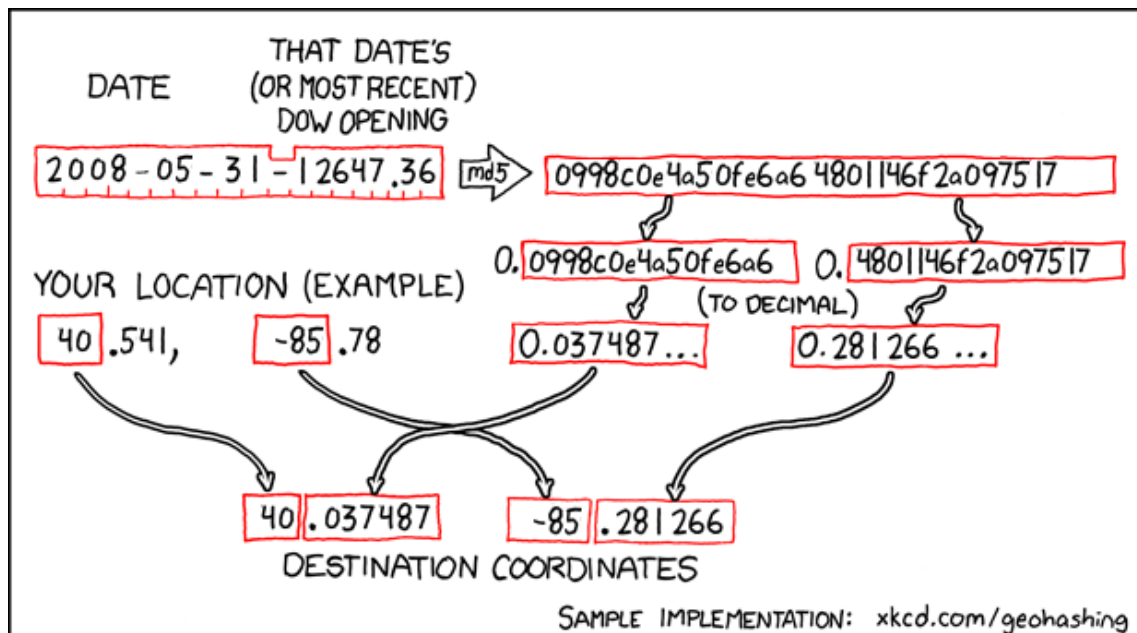 DATE
THAT DATE'S
(OR MOST RECENT)
DOW OPENING
2008-05-31-12647.36
md5
0998c0e4a50fe6a6 4801146f2a097517
0.0998c0e4a50fe6a6
0.4801146f2a097517
YOUR LOCATION (EXAMPLE)
(TO DECIMAL)
40.541,
-85.78
0.037487...
0.281266...
40.037487
-85.281266
DESTINATION COORDINATES
SAMPLE IMPLEMENTATION: xkcd.com/geohashing